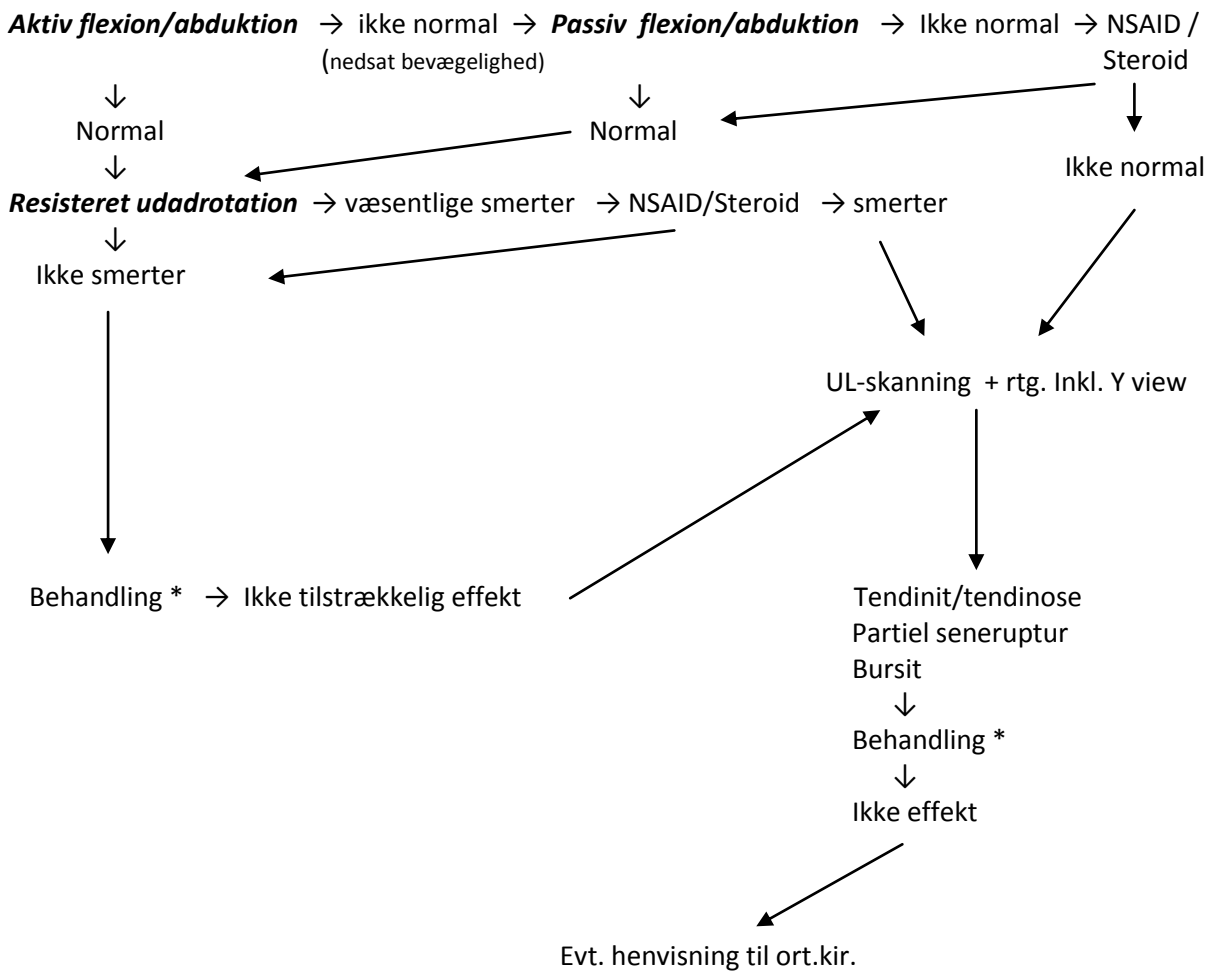 Aktiv flexion/abduktion → ikke normal → Passiv flexion/abduktion → Ikke normal → NSAID /
(nedsat bevægelighed) Steroid
↓ ↓
Normal Normal
↓ Ikke normal
Resisteret udadrotation → væsentlige smerter → NSAID/Steroid → smerter
↓
Ikke smerter
UL-skanning + rtg. Inkl. Y view
Behandling * → Ikke tilstrækkelig effekt Tendinit/tendinose
Partiel seneruptur
Bursit
↓
Behandling *
↓
Ikke effekt
Evt. henvisning til ort.kir.